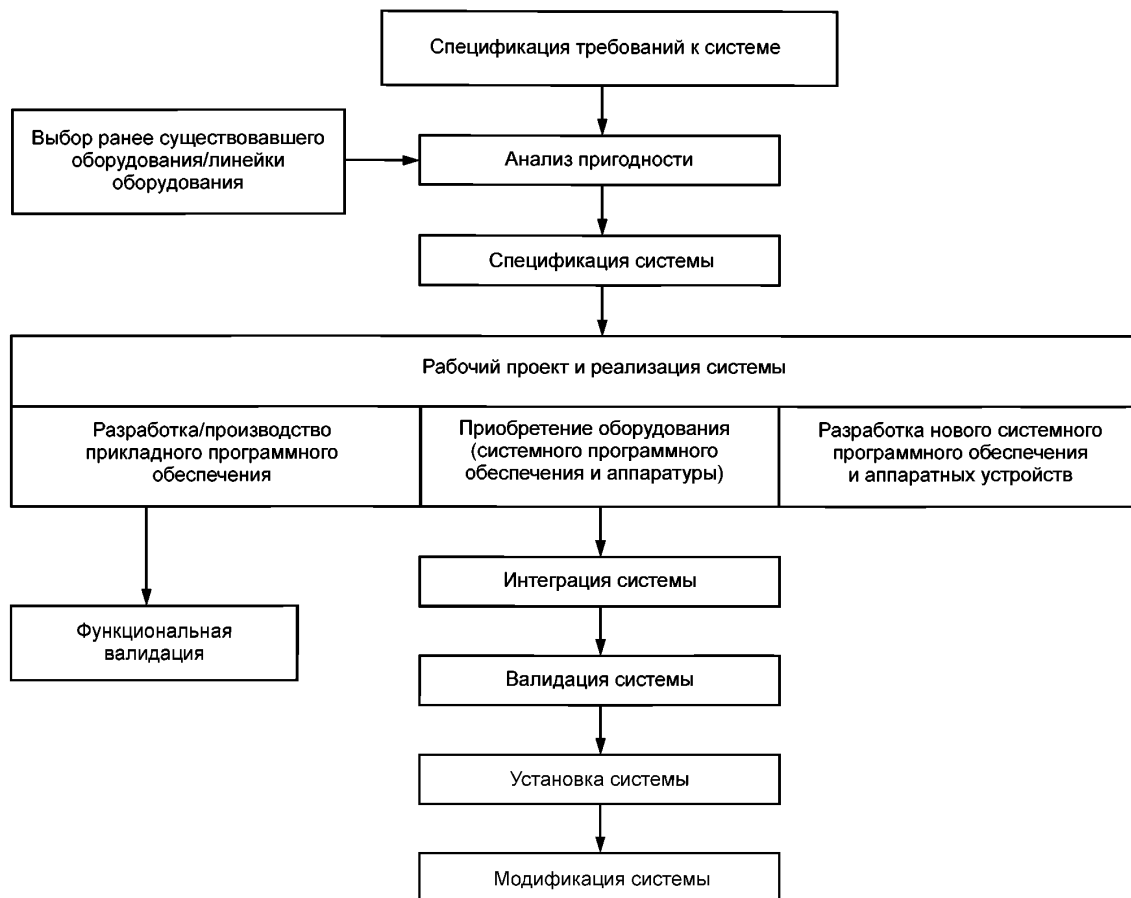 Спецификация требований к системе
Выбор ранее существовавшего
оборудования/линейки
оборудования
Анализ пригодности
Спецификация системы
Рабочий проект и реализация системы
Разработка/производство
прикладного программного
обеспечения
Приобретение оборудования
(системного программного
обеспечения и аппаратуры)
Разработка нового системного
программного обеспечения
и аппаратных устройств
Интеграция системы
Функциональная
валидация
Валидация системы
Установка системы
Модификация системы